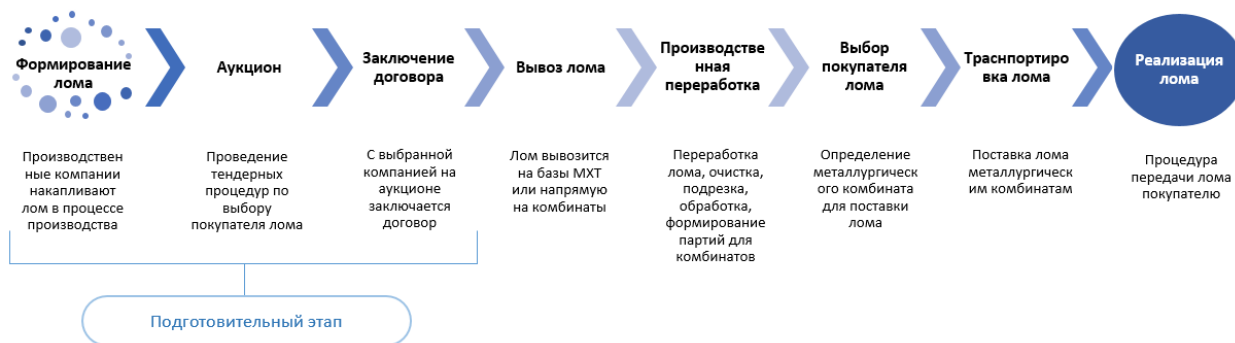 Формирование
лома
Аукцион
Заключение
договора
Вывоз лома
Производстве
нная
переработка
Выбор
покупателя
лома
Траснпортиро
вка лома
Реализация
лома
Производствен
ные компании
накапливают
лом в процессе
производства
Проведение
тендерных
процедур по
выбору
покупателя лома
С выбранной
компанией на
аукционе
заключается
договор
Лом вывозится
на базы МХТ
или напрямую
на комбинаты
Переработка
лома, очистка,
подрезка,
обработка,
формирование
партий для
комбинатов
Определение
металлургическ
ого комбината
для поставки
лома
Поставка лома
металлургическ
им комбинатам
Процедура
передачи лома
покупателю
Подготовительный этап